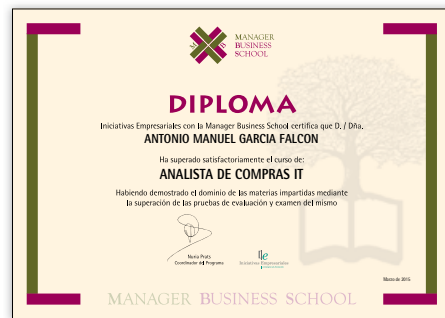 MANAGER
BUSINESS
SCHOOL
M B
DIPLOMA
Iniciativas Empresariales con la Manager Business School certifica que D. / Dña.
ANTONIO MANUEL GARCIA FALCON
Ha superado satisfactoriamente el curso de:
ANALISTA DE COMPRAS IT
Habiendo demostrado el dominio de las materias impartidas mediante
la superación de las pruebas de evaluación y examen del mismo
Nuria Prats
Coordinador del Programa
Iniciativas Empresariales
Marzo de 2015
MANAGER BUSINESS SCHOOL